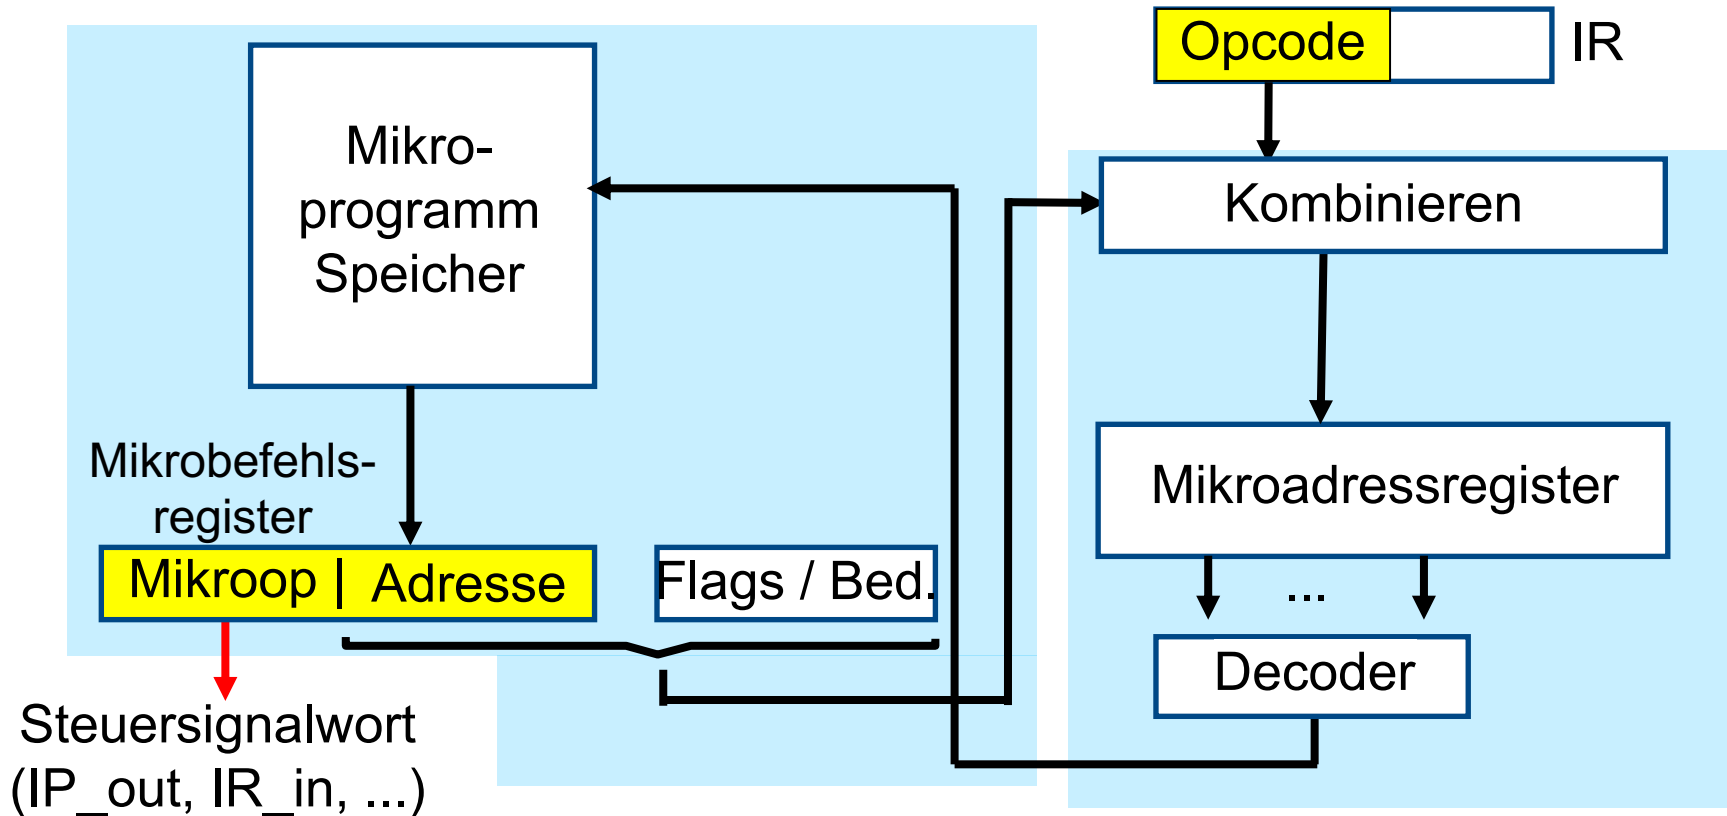 Opcode
IR
Mikro-
programm
Speicher
Kombinieren
Mikrobefehls-
register
Mikroadressregister
Mikroop | Adresse
Flags / Bed.
...
Decoder
Steuersignalwort
(IP_out, IR_in, ...)